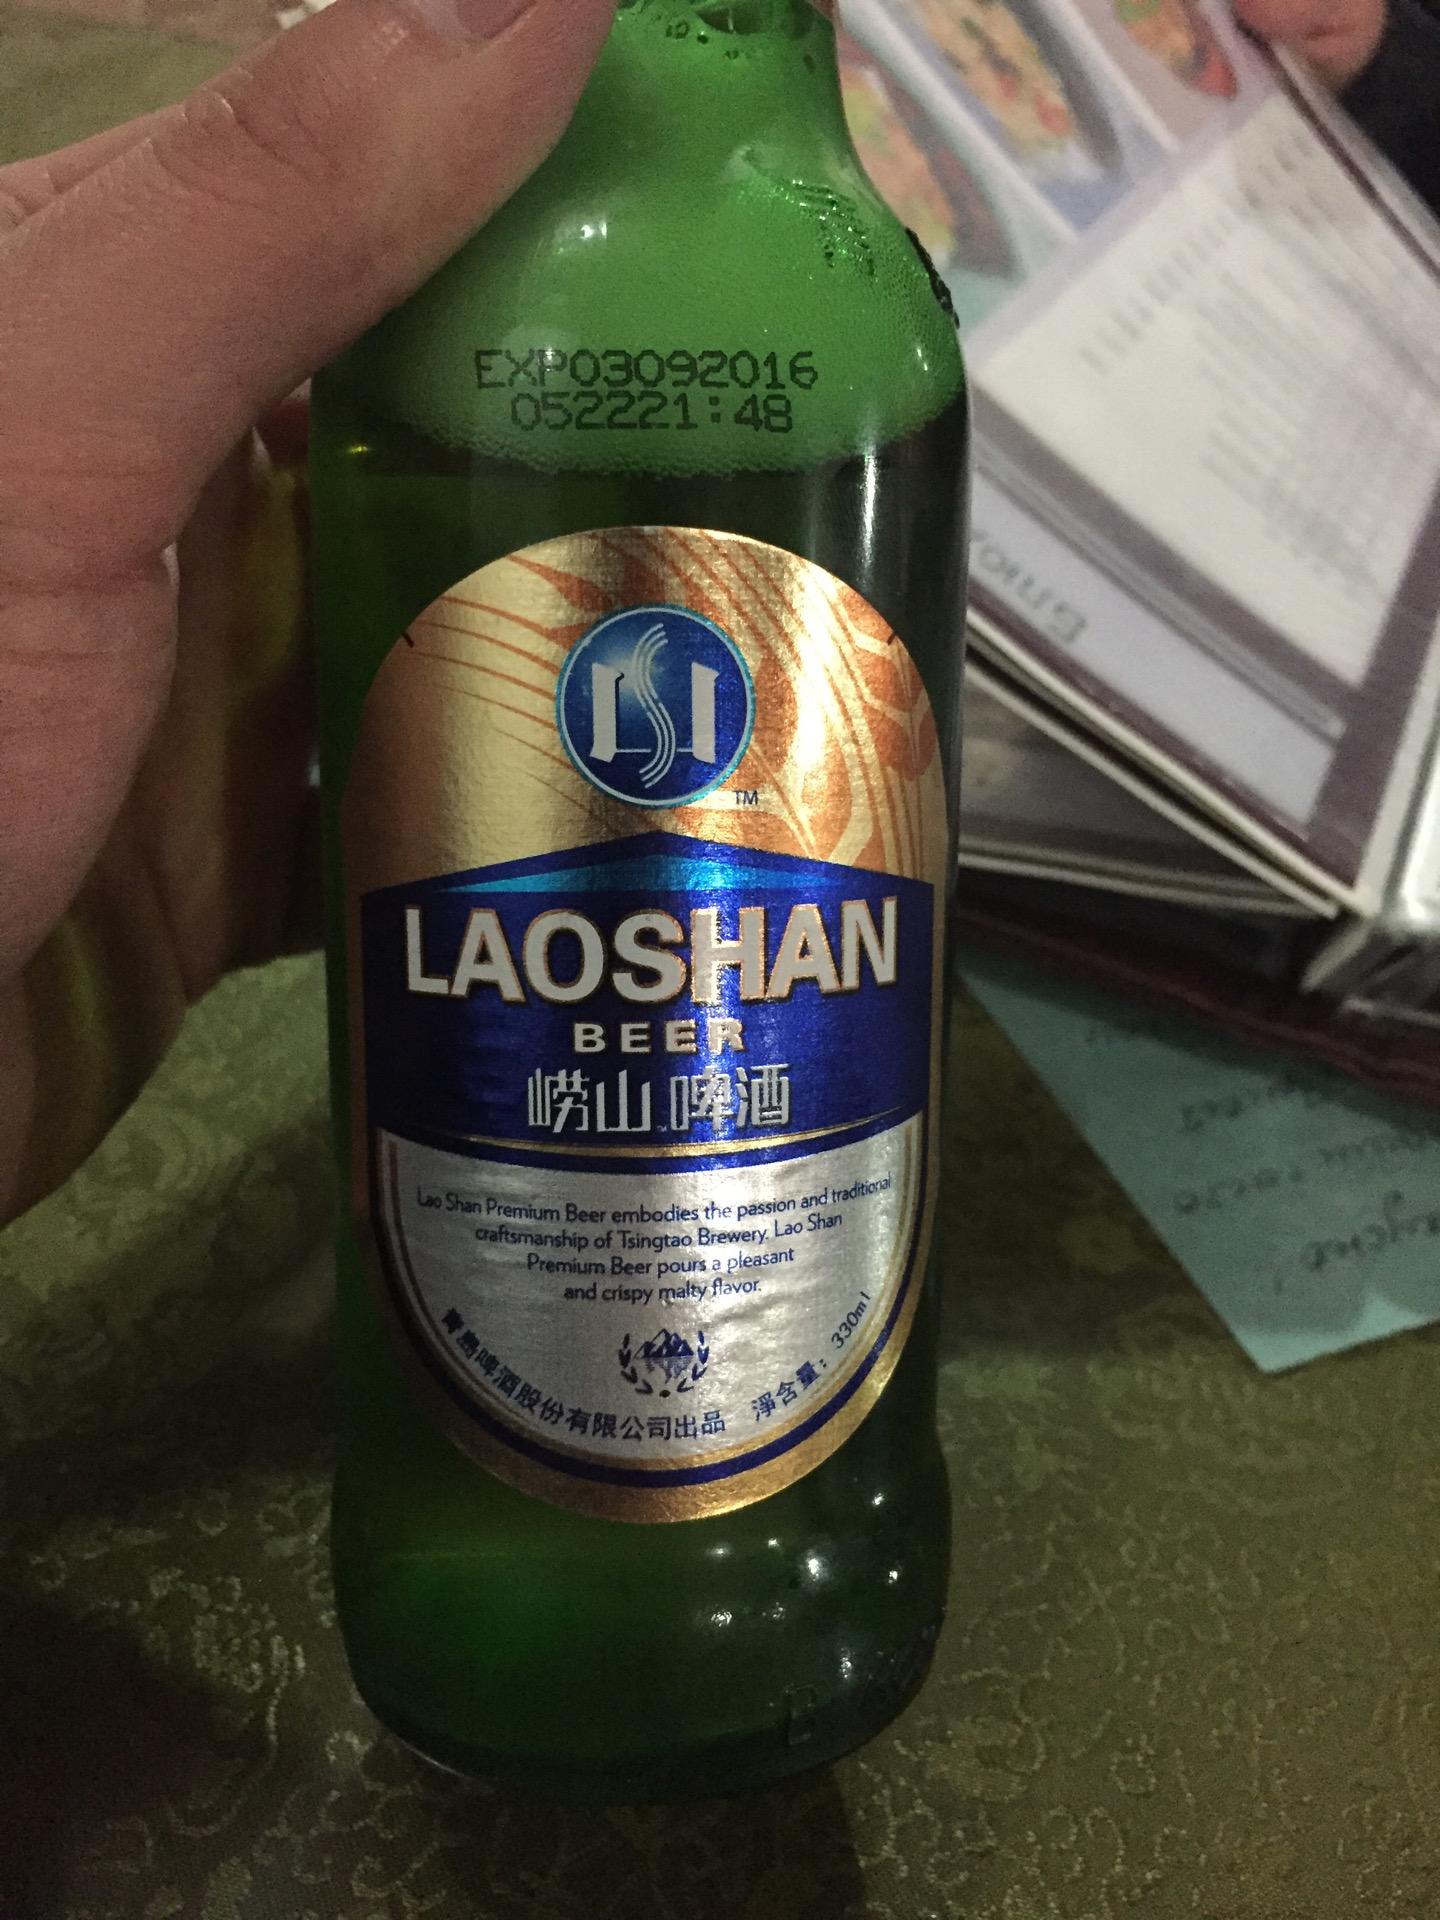 EXP03092016
052221:48
TM
LAOSHAN
BEER
崂山啤酒
Lao Shan Premium Beer embodies the passion and traditional
craftsmanship of Tsingtao Brewery. Lao Shan
Premium Beer pours a pleasant
and crispy malty flavor.
青島啤酒股份有限公司出品 淨含量：330ml